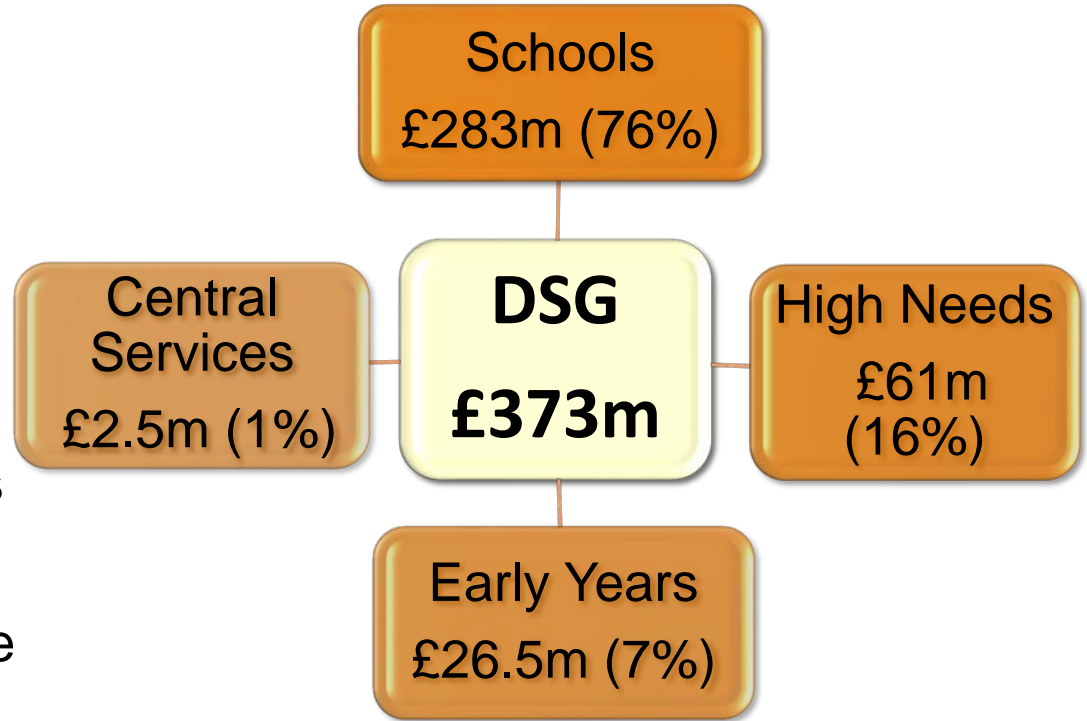 Schools
£283m (76%)
Central
Services
£2.5m (1%)
DSG
£373m
High Needs
£61m
(16%)
Early Years
£26.5m (7%)